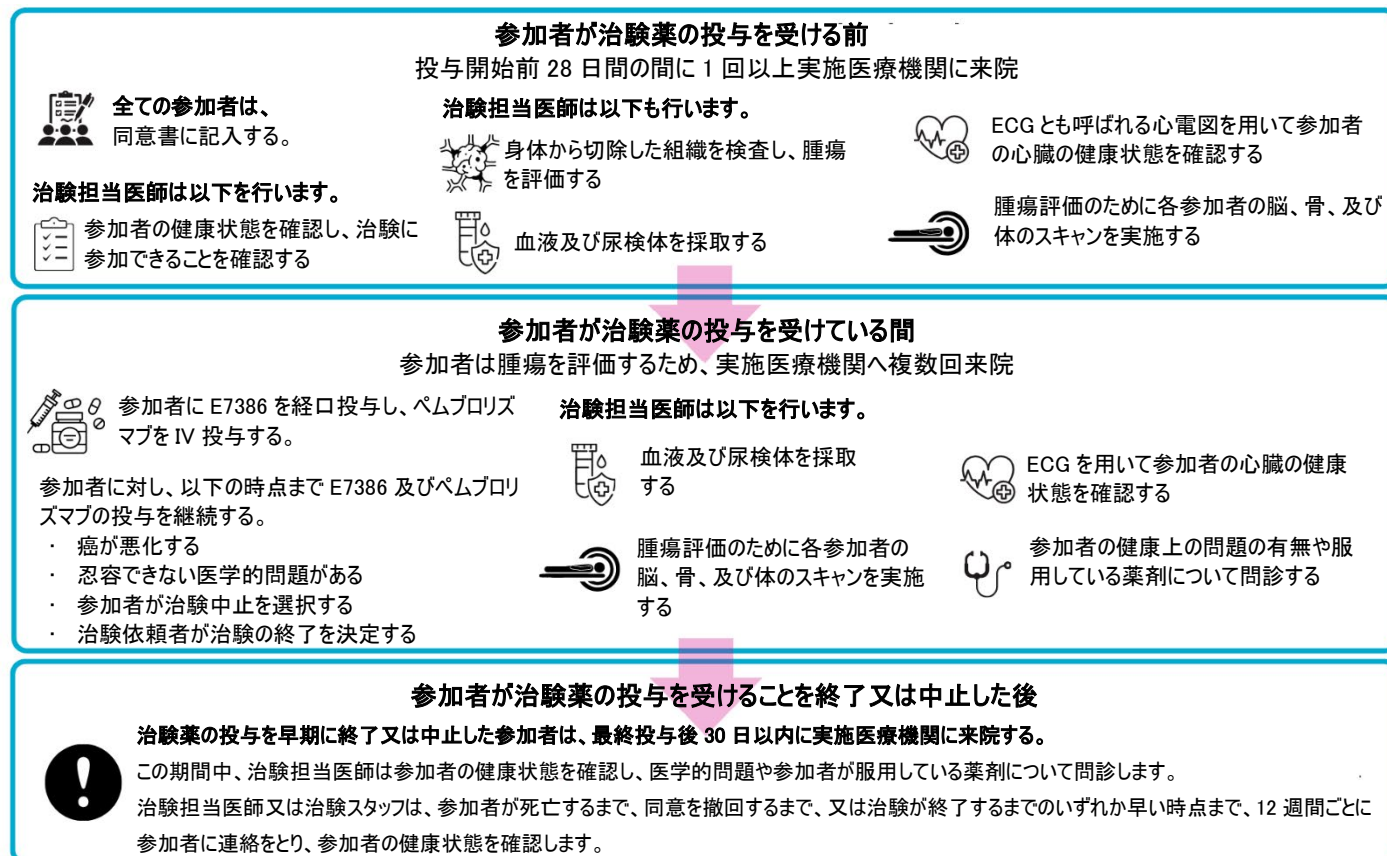 参加者が治験薬の投与を受ける前
投与開始前 28 日間の間に 1 回以上実施医療機関に来院
全ての参加者は、
同意書に記入する。
治験担当医師は以下を行います。
参加者の健康状態を確認し、治験に
参加できることを確認する
治験担当医師は以下も行います。
身体から切除した組織を検査し、腫瘍
を評価する
血液及び尿検体を採取する
ECG とも呼ばれる心電図を用いて参加者
の心臓の健康状態を確認する
腫瘍評価のために各参加者の脳、骨、及び
体のスキャンを実施する
参加者が治験薬の投与を受けている間
参加者は腫瘍を評価するため、実施医療機関へ複数回来院
参加者に E7386 を経口投与し、ペムブロリズ
マブを IV 投与する。
参加者に対し、以下の時点まで E7386 及びペムブロリ
ズマブの投与を継続する。
· 癌が悪化する
· 忍容できない医学的問題がある
· 参加者が治験中止を選択する
· 治験依頼者が治験の終了を決定する
治験担当医師は以下を行います。
血液及び尿検体を採取
する
腫瘍評価のために各参加者の
脳、骨、及び体のスキャンを実施
する
ECG を用いて参加者の心臓の健康
状態を確認する
参加者の健康上の問題の有無や服
用している薬剤について問診する
参加者が治験薬の投与を受けることを終了又は中止した後
治験薬の投与を早期に終了又は中止した参加者は、最終投与後 30 日以内に実施医療機関に来院する。
この期間中、治験担当医師は参加者の健康状態を確認し、医学的問題や参加者が服用している薬剤について問診します。
治験担当医師又は治験スタッフは、参加者が死亡するまで、同意を撤回するまで、又は治験が終了するまでのいずれか早い時点まで、12 週間ごとに
参加者に連絡をとり、参加者の健康状態を確認します。